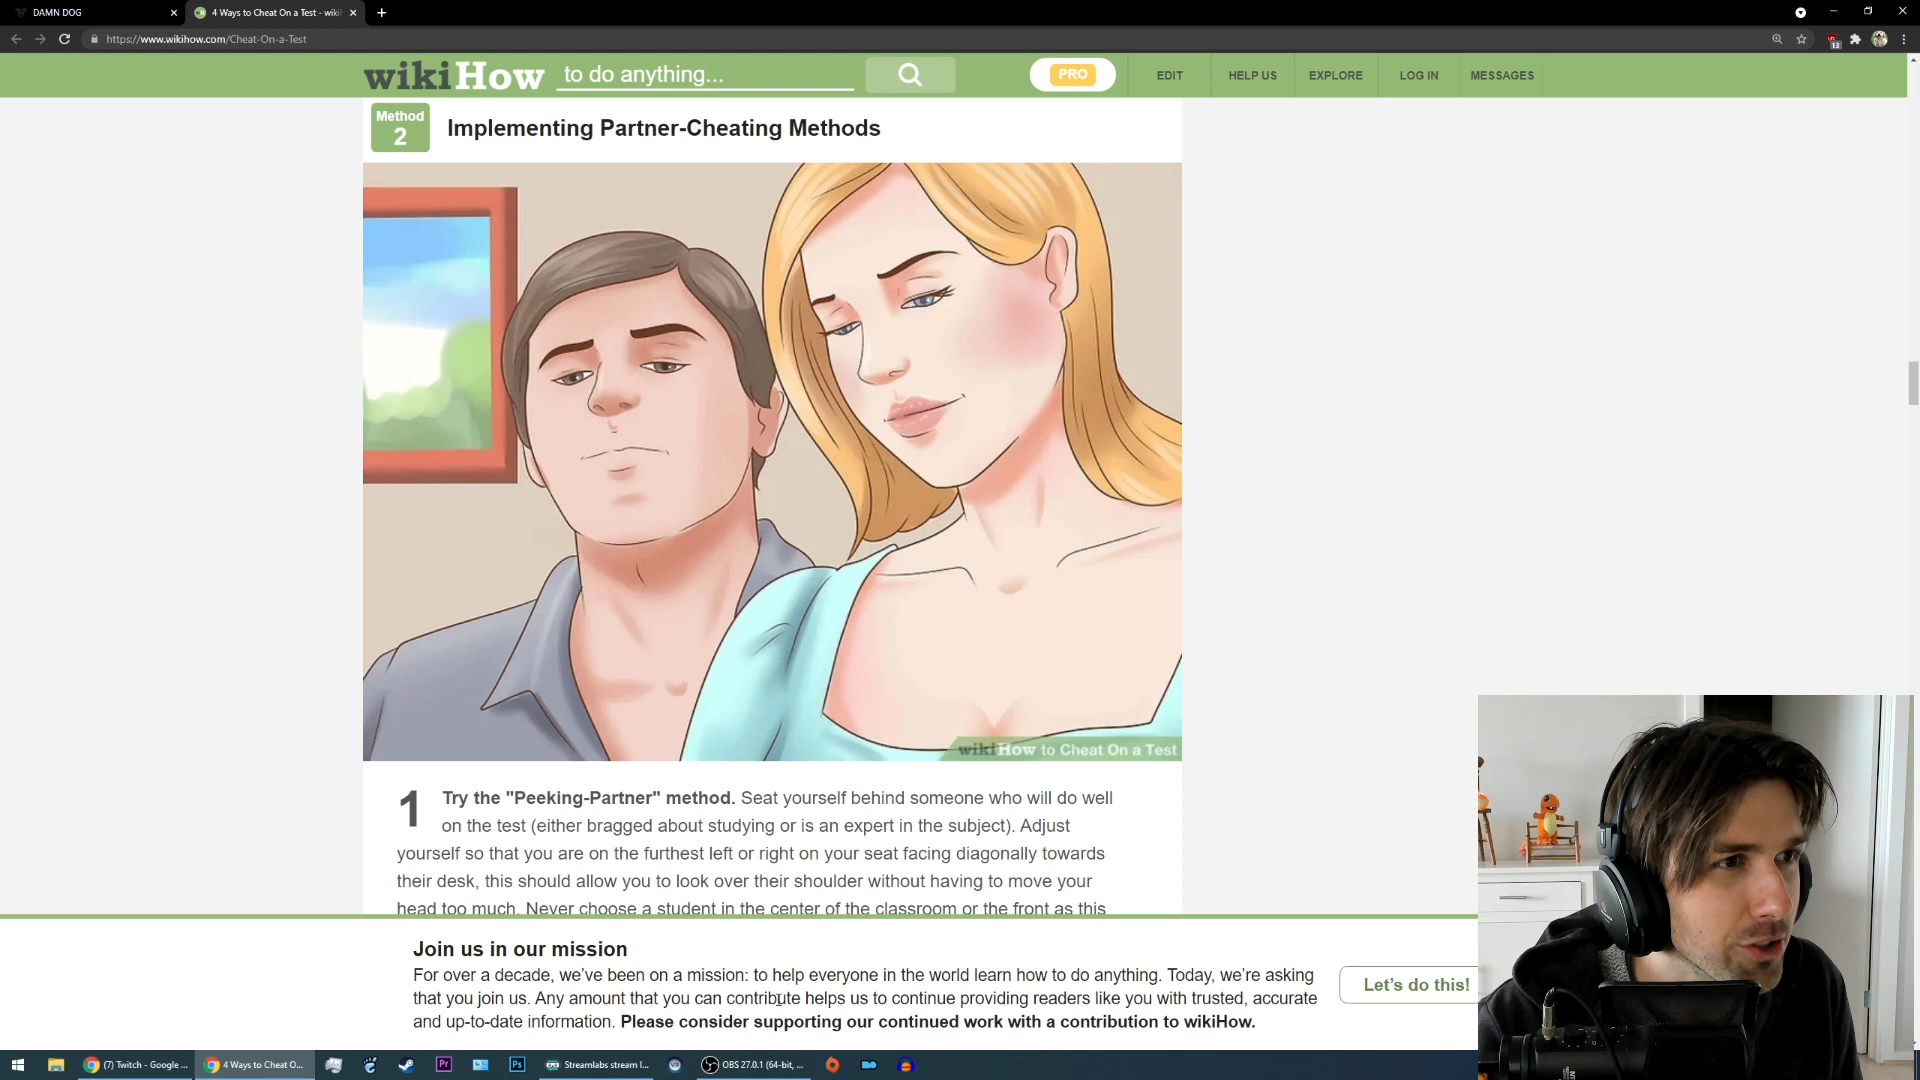 DAMN DOG
4 Ways to Cheat On a Test - wiki
https://www.wikihow.com/Cheat-On-a-Test
13
wikiHow to do anything...
PRO
EDIT
HELP US
EXPLORE
LOG IN
MESSAGES
Method
2
Implementing Partner-Cheating Methods
wikiHow to Cheat On a Test
1
Try the "Peeking-Partner" method. Seat yourself behind someone who will do well
on the test (either bragged about studying or is an expert in the subject). Adjust
yourself so that you are on the furthest left or right on your seat facing diagonally towards
their desk, this should allow you to look over their shoulder without having to move your
head too much. Never choose a student in the center of the classroom or the front as this
Join us in our mission
For over a decade, we've been on a mission: to help everyone in the world learn how to do anything. Today, we're asking
that you join us. Any amount that you can contribute helps us to continue providing readers like you with trusted, accurate
and up-to-date information. Please consider supporting our continued work with a contribution to wikiHow.
Let's do this!
(7) Twitch - Google ...
4 Ways to Cheat O...
Pr
Ps
Streamlabs stream l...
OBS 27.0.1 (64-bit, ...